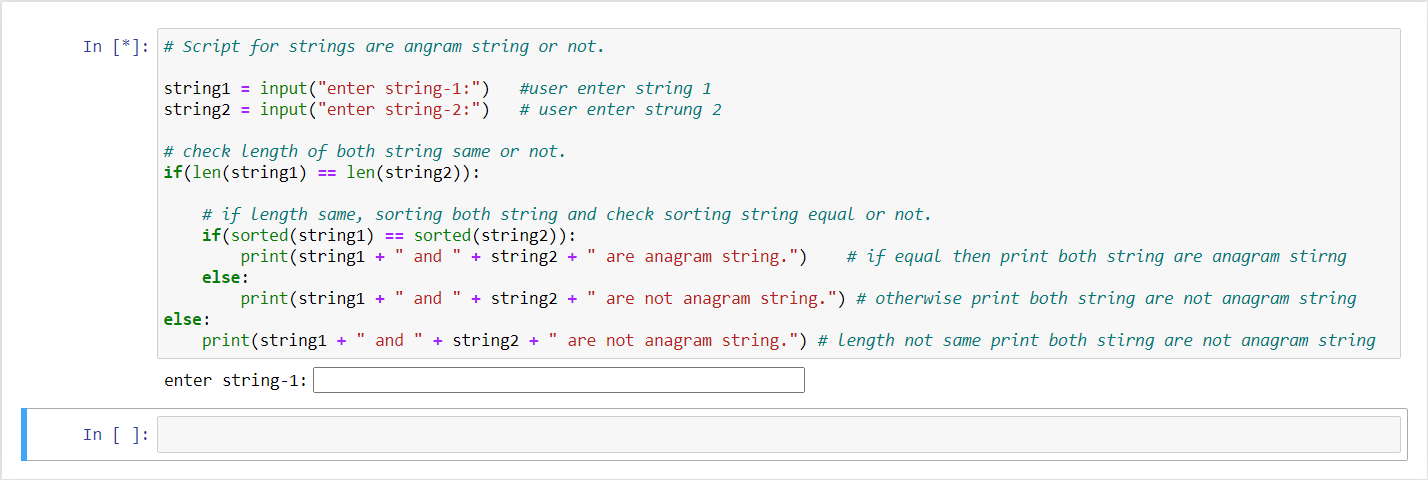 In [*]: # Script for strings are angram string or not.
string1 = input("enter string-1:")   #user enter string 1
string2 = input("enter string-2:")   # user enter strung 2
# check length of both string same or not.
if(len(string1) == len(string2)):
    # if length same, sorting both string and check sorting string equal or not.
    if(sorted(string1) == sorted(string2)):
        print(string1 + " and " + string2 + " are anagram string.")    # if equal then print both string are anagram stirng
    else:
        print(string1 + " and " + string2 + " are not anagram string.") # otherwise print both string are not anagram string
else:
    print(string1 + " and " + string2 + " are not anagram string.") # length not same print both stirng are not anagram string
enter string-1:
In [ ]: